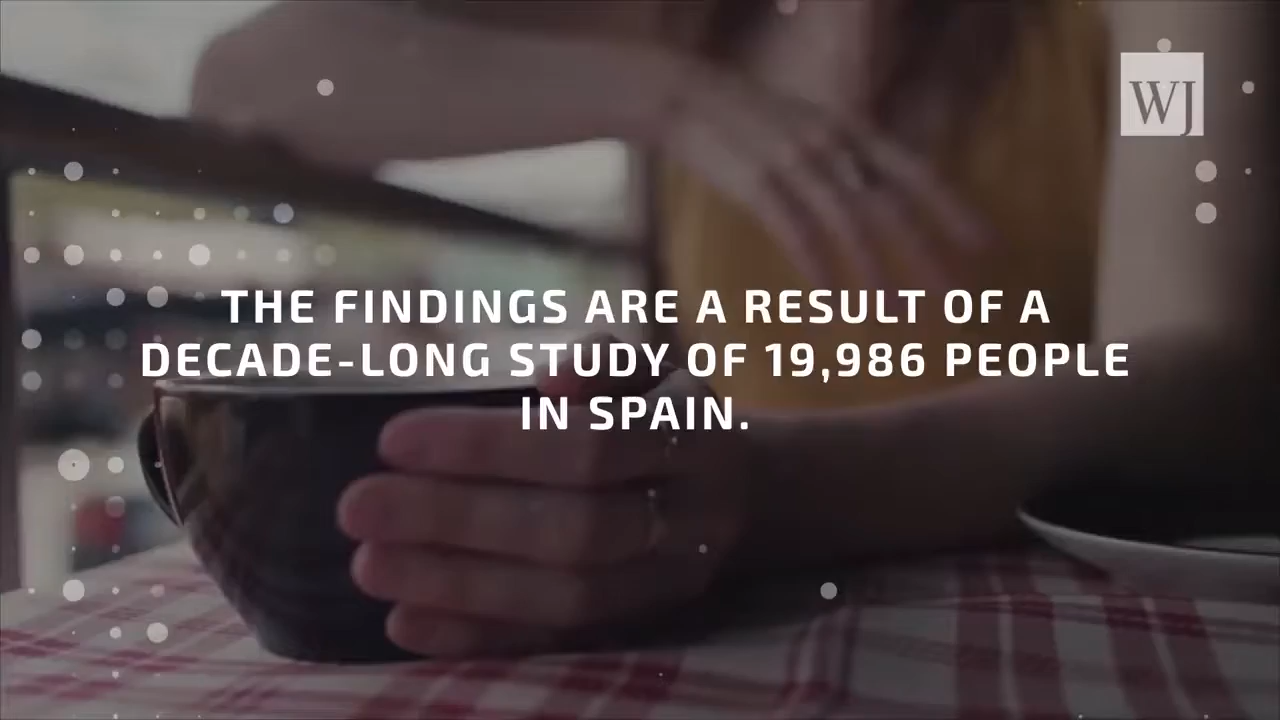 WJ
THE FINDINGS ARE A RESULT OF A
DECADE-LONG STUDY OF 19,986 PEOPLE
IN SPAIN.